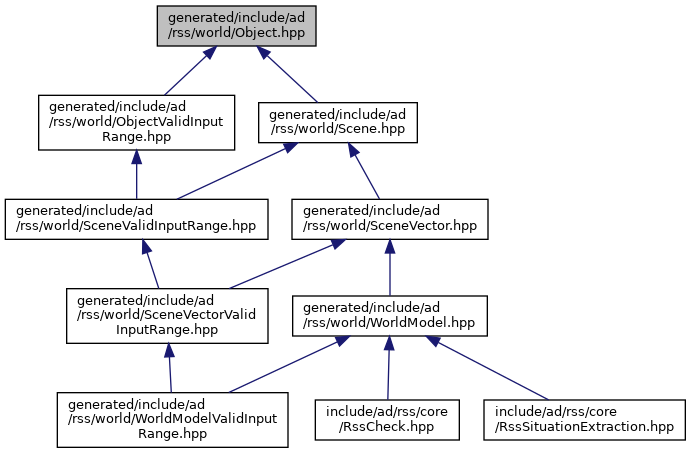 generated/include/ad
/rss/world/Object.hpp
generated/include/ad
/rss/world/ObjectValidInput
Range.hpp
generated/include/ad
/rss/world/Scene.hpp
generated/include/ad
/rss/world/SceneValidInputRange.hpp
generated/include/ad
/rss/world/SceneVector.hpp
generated/include/ad
/rss/world/SceneVectorValid
InputRange.hpp
generated/include/ad
/rss/world/WorldModel.hpp
generated/include/ad
/rss/world/WorldModelValidInput
Range.hpp
include/ad/rss/core
/RssCheck.hpp
include/ad/rss/core
/RssSituationExtraction.hpp